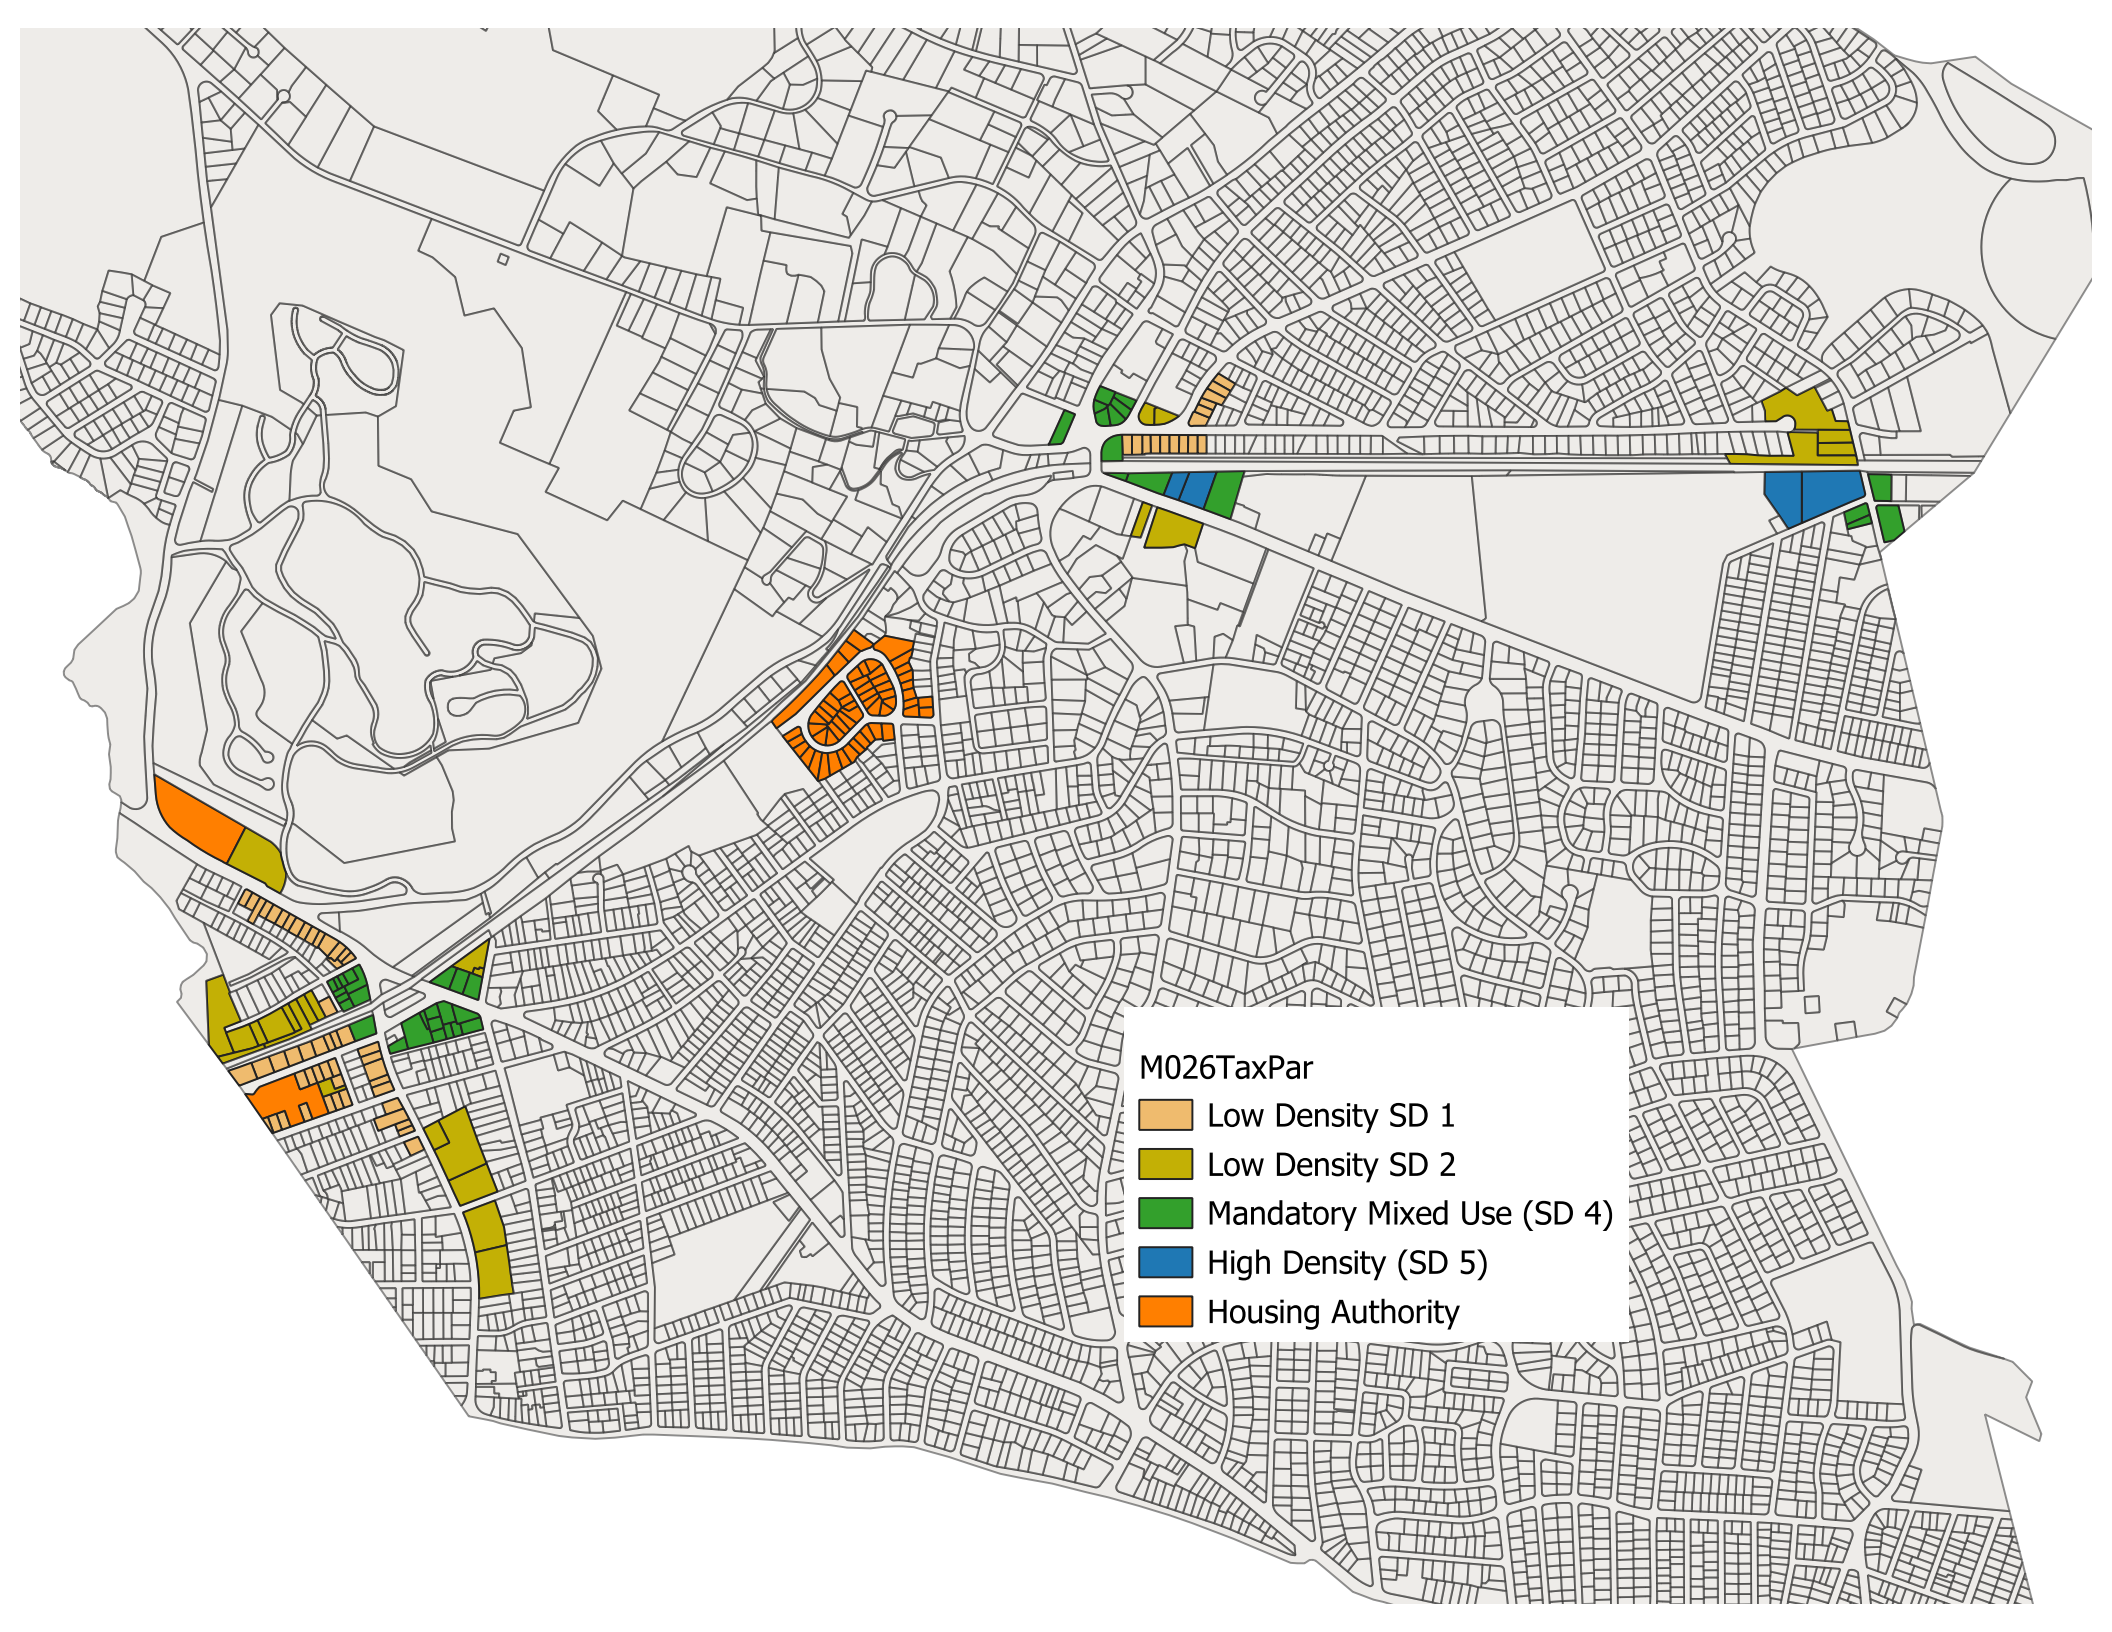 M026TaxPar
Low Density SD 1
Low Density SD 2
Mandatory Mixed Use (SD 4)
High Density (SD 5)
Housing Authority